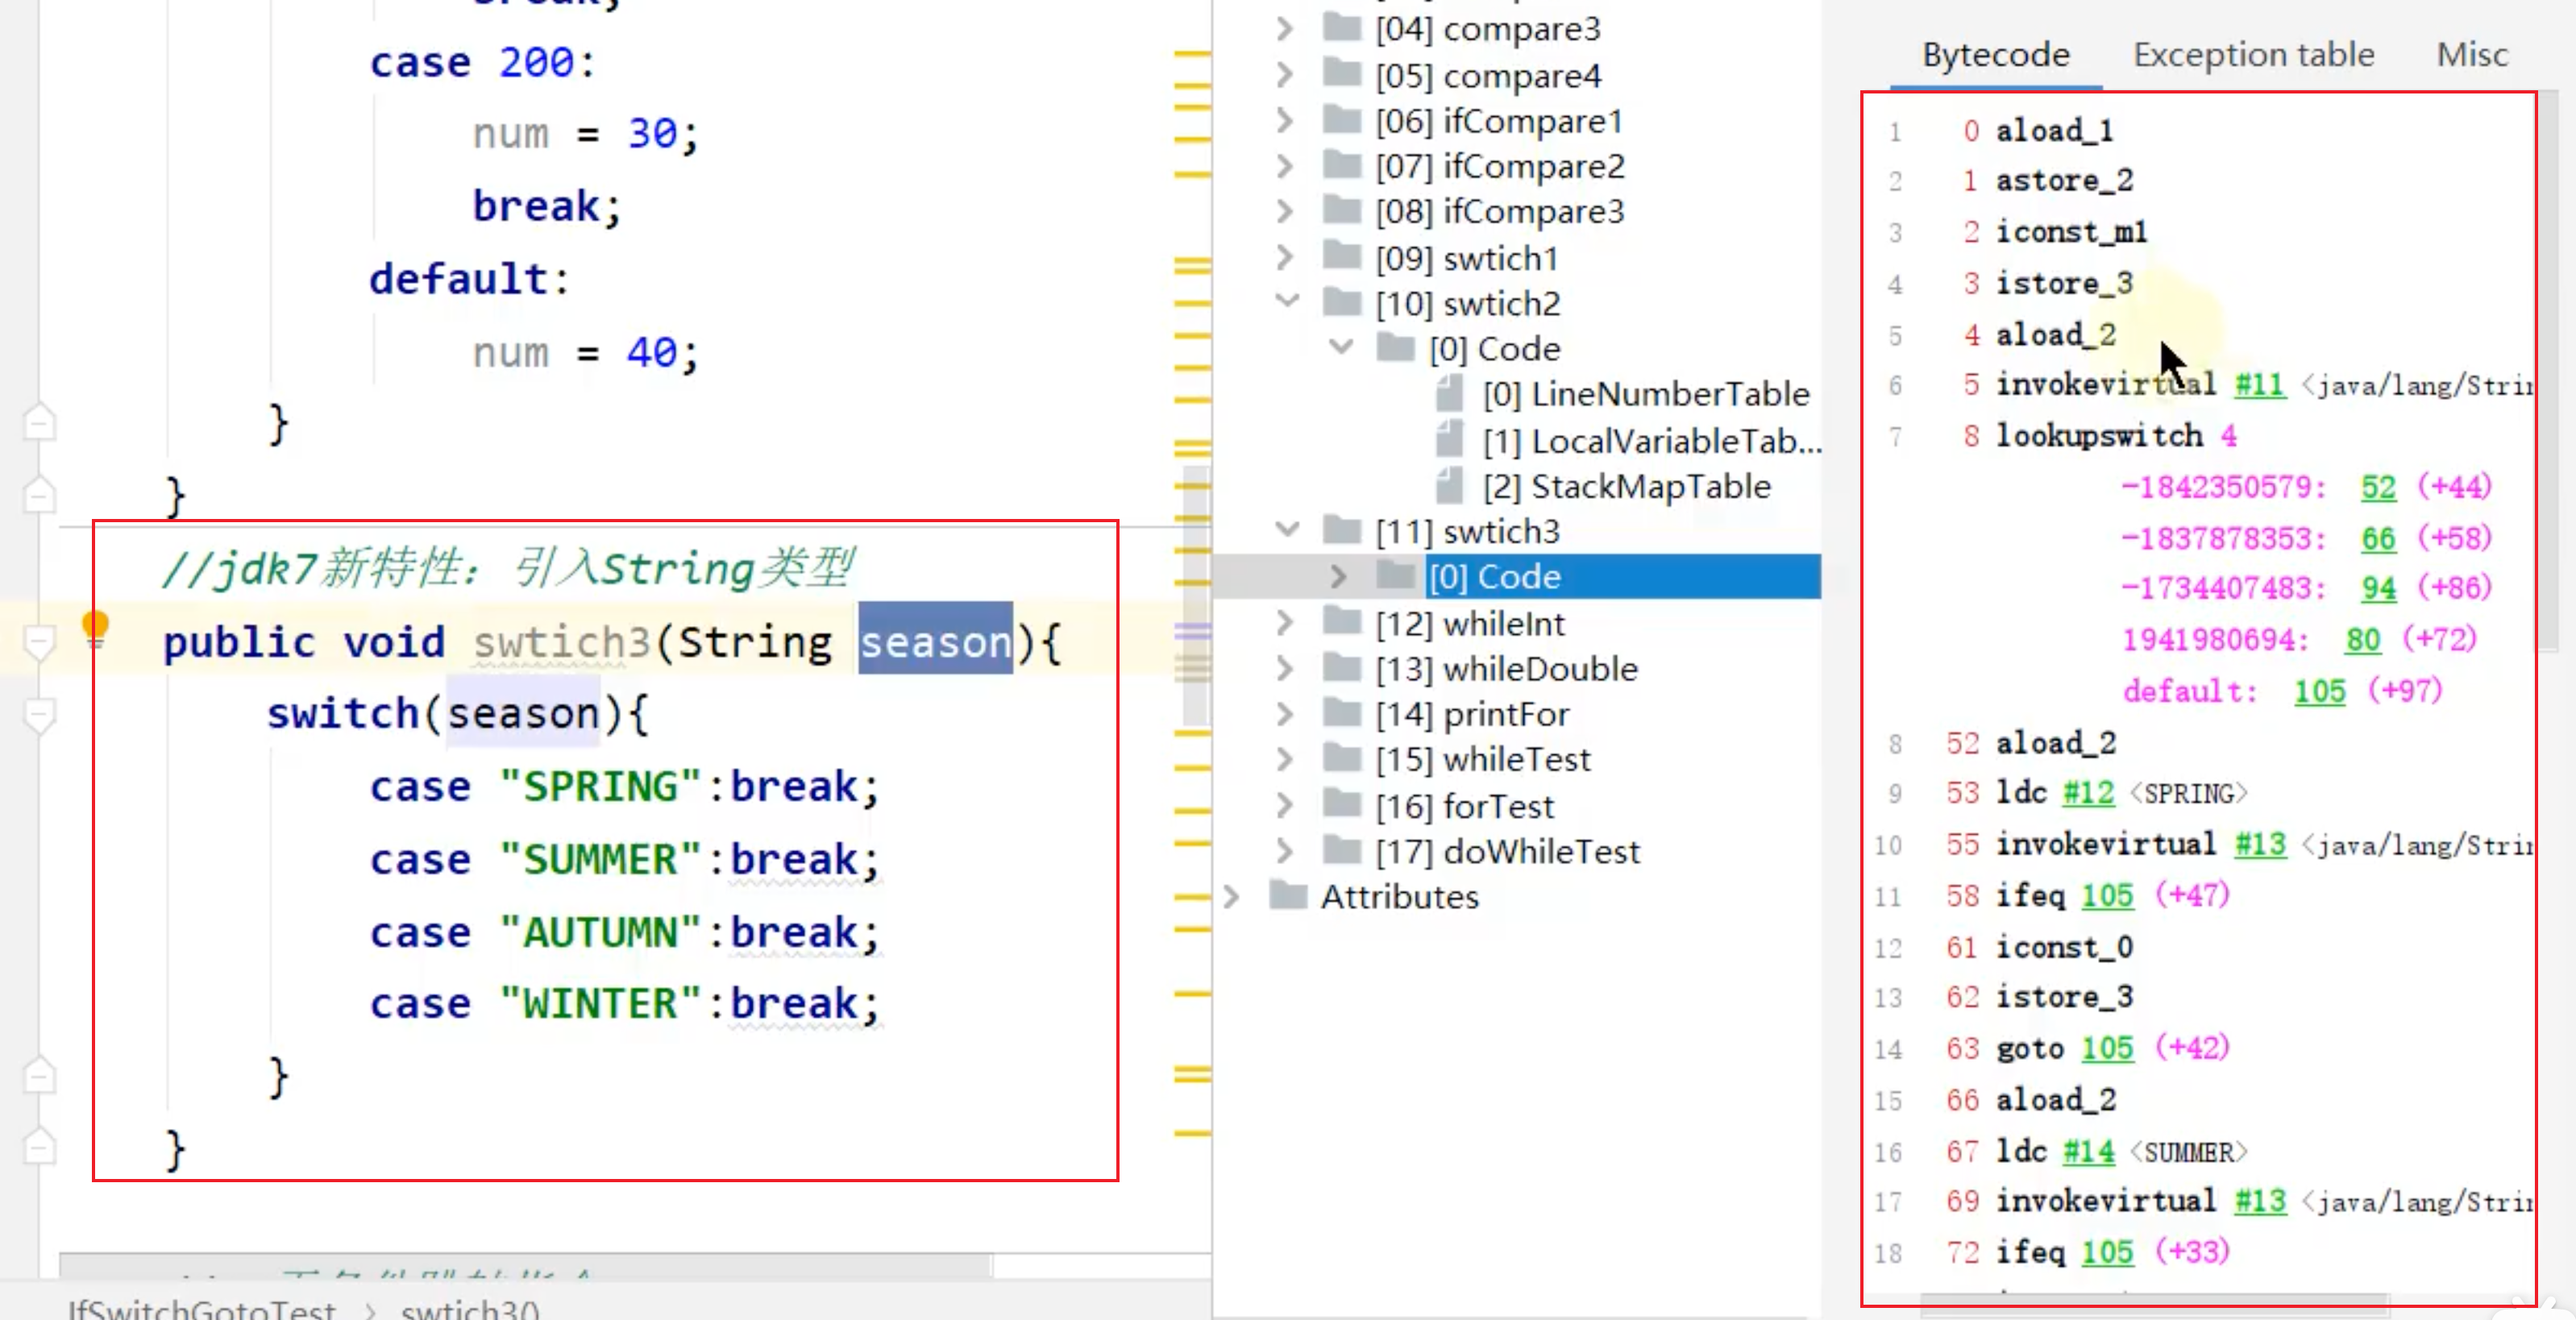 case 200:
num = 30;
break;
default:
num = 40;
}
}
//jdk7新特性：引入String类型
public void swtich3(String season){
switch(season){
case "SPRING":break;
case "SUMMER":break;
case "AUTUMN":break;
case "WINTER":break;
}
}
IfSwitchGotoTest > swtich3()
[04] compare3
[05] compare4
[06] ifCompare1
[07] ifCompare2
[08] ifCompare3
[09] swtich1
[10] swtich2
[0] Code
[0] LineNumberTable
[1] LocalVariableTab...
[2] StackMapTable
[11] swtich3
[0] Code
[12] whileInt
[13] whileDouble
[14] printFor
[15] whileTest
[16] forTest
[17] doWhileTest
Attributes
Bytecode Exception table Misc
1 0 aload_1
2 1 astore_2
3 2 iconst_m1
4 3 istore_3
5 4 aload_2
6 5 invokevirtual #11 <java/lang/Strin
7 8 lookupswitch 4
-1842350579: 52 (+44)
-1837878353: 66 (+58)
-1734407483: 94 (+86)
1941980694: 80 (+72)
default: 105 (+97)
8 52 aload_2
9 53 ldc #12 <SPRING>
10 55 invokevirtual #13 <java/lang/Strin
11 58 ifeq 105 (+47)
12 61 iconst_0
13 62 istore_3
14 63 goto 105 (+42)
15 66 aload_2
16 67 ldc #14 <SUMMER>
17 69 invokevirtual #13 <java/lang/Strin
18 72 ifeq 105 (+33)